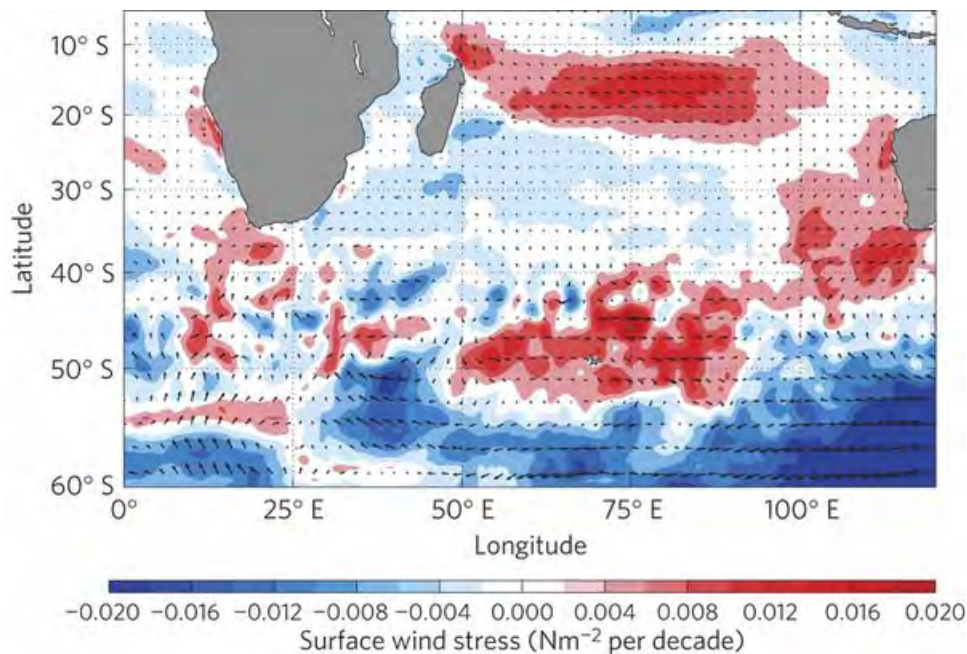 10° S
20° S
30° S
40° S
50° S
60° S
Latitude
0° 25° E 50° E 75° E 100° E
Longitude
−0.020 −0.016 −0.012 −0.008 −0.004 0.000 0.004 0.008 0.012 0.016 0.020
Surface wind stress (Nm⁻² per decade)